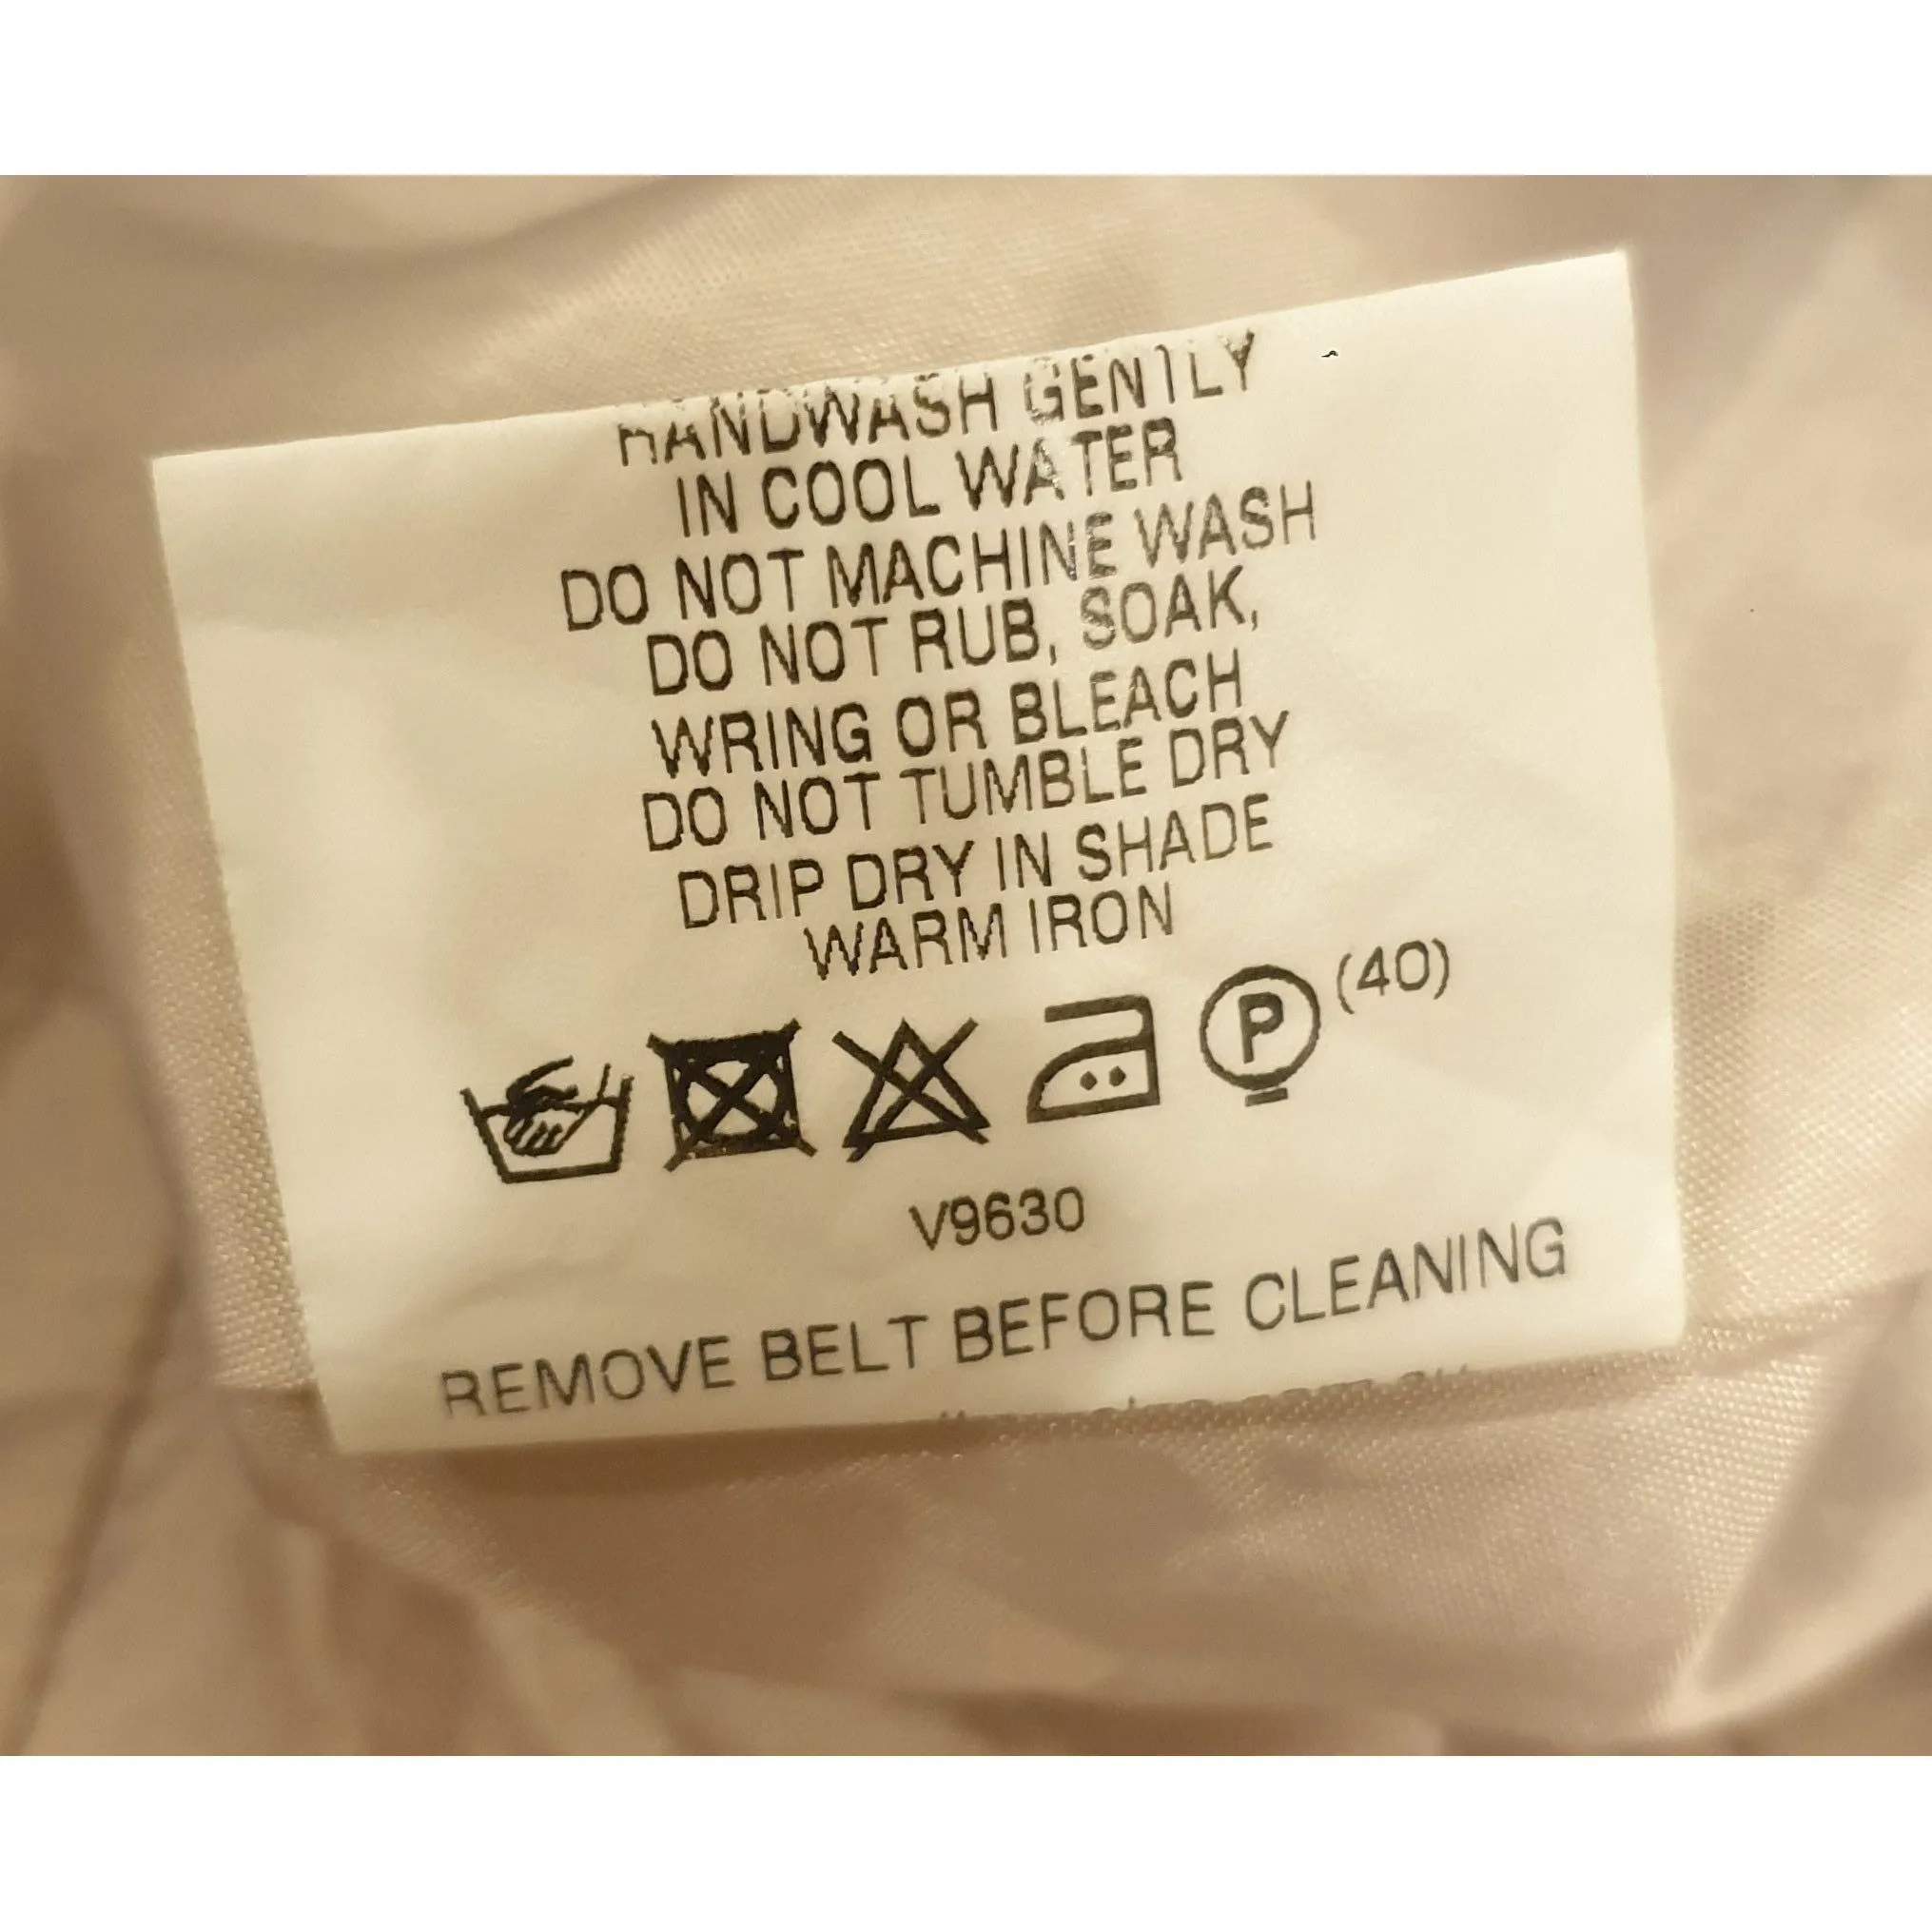 HANDWASH GENTLY
IN COOL WATER
DO NOT MACHINE WASH
DO NOT RUB, SOAK,
WRING OR BLEACH
DO NOT TUMBLE DRY
DRIP DRY IN SHADE
WARM IRON
P (40)
V9630
REMOVE BELT BEFORE CLEANING